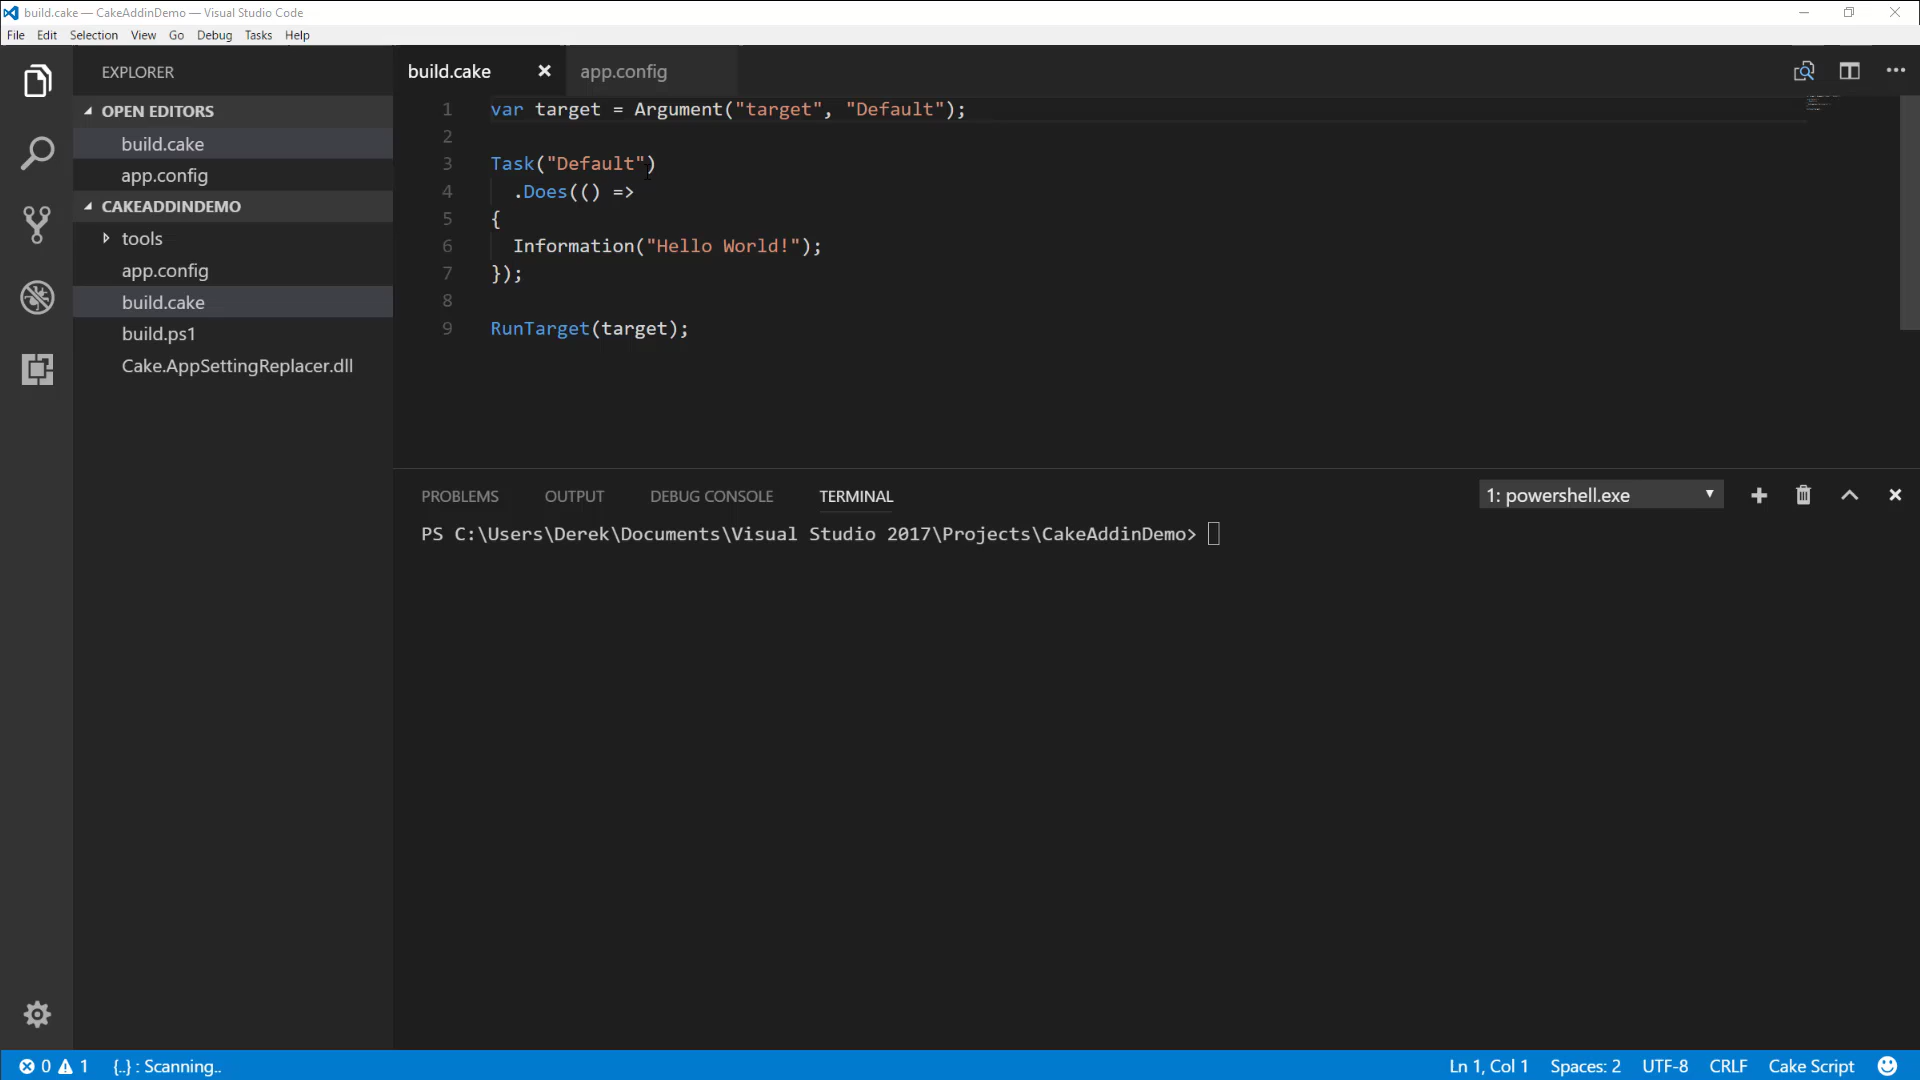 build.cake — CakeAddinDemo — Visual Studio Code
File Edit Selection View Go Debug Tasks Help
EXPLORER
OPEN EDITORS
build.cake
app.config
CAKEADDINDEMO
tools
app.config
build.cake
build.ps1
Cake.AppSettingReplacer.dll
build.cake app.config
1 var target = Argument("target", "Default");
2
3 Task("Default")
4 .Does(() =>
5 {
6 Information("Hello World!");
7 });
8
9 RunTarget(target);
PROBLEMS OUTPUT DEBUG CONSOLE TERMINAL 1: powershell.exe
PS C:\Users\Derek\Documents\Visual Studio 2017\Projects\CakeAddinDemo>
0 1 {..} : Scanning.. Ln 1, Col 1 Spaces: 2 UTF-8 CRLF Cake Script